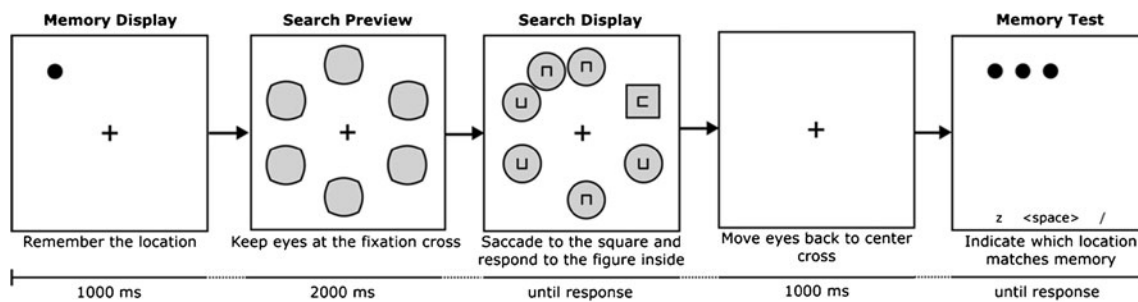 Memory Display
Search Preview
Search Display
Memory Test
z <space> /
Remember the location
Keep eyes at the fixation cross
Saccade to the square and
respond to the figure inside
Move eyes back to center
cross
Indicate which location
matches memory
1000 ms
2000 ms
until response
1000 ms
until response